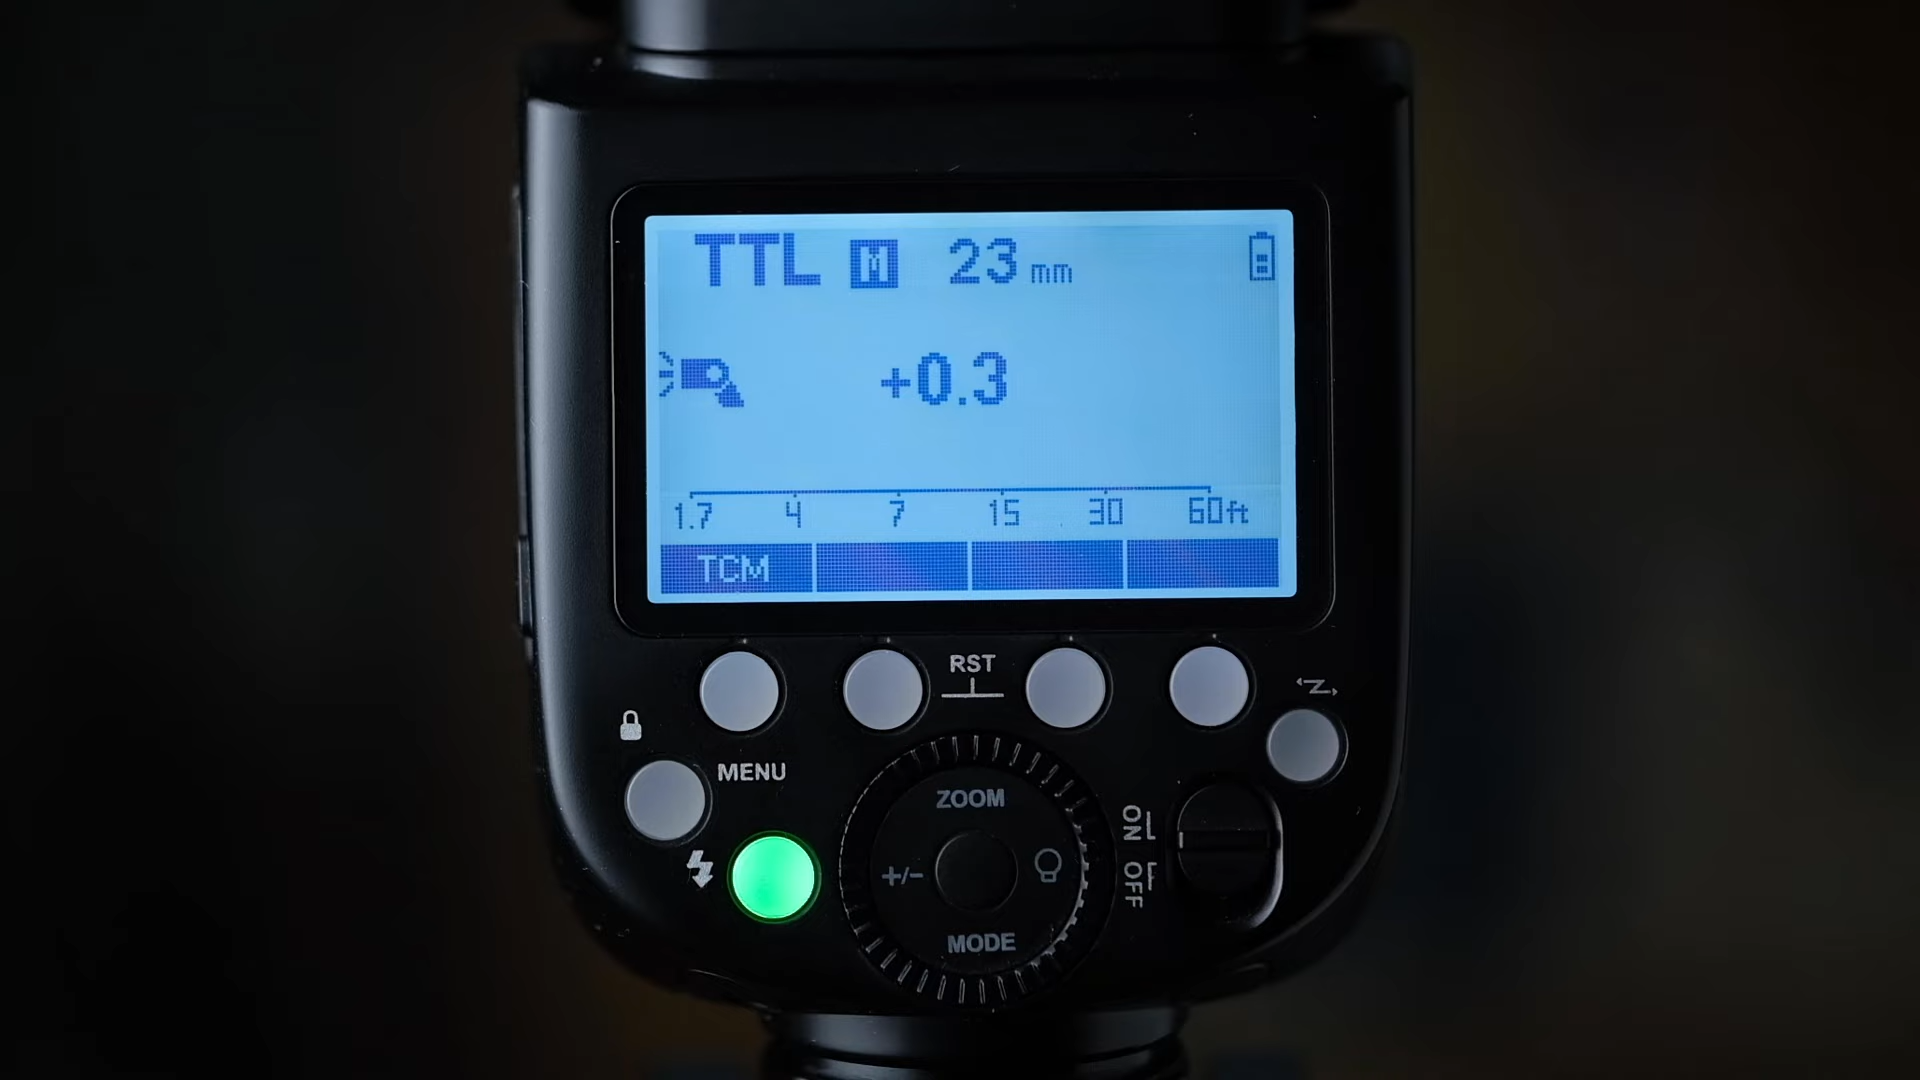 TTL M 23 mm
+0.3
1.7 4 7 15 30 60ft
TCM
RST
MENU
ZOOM
+/-
ON OFF
MODE